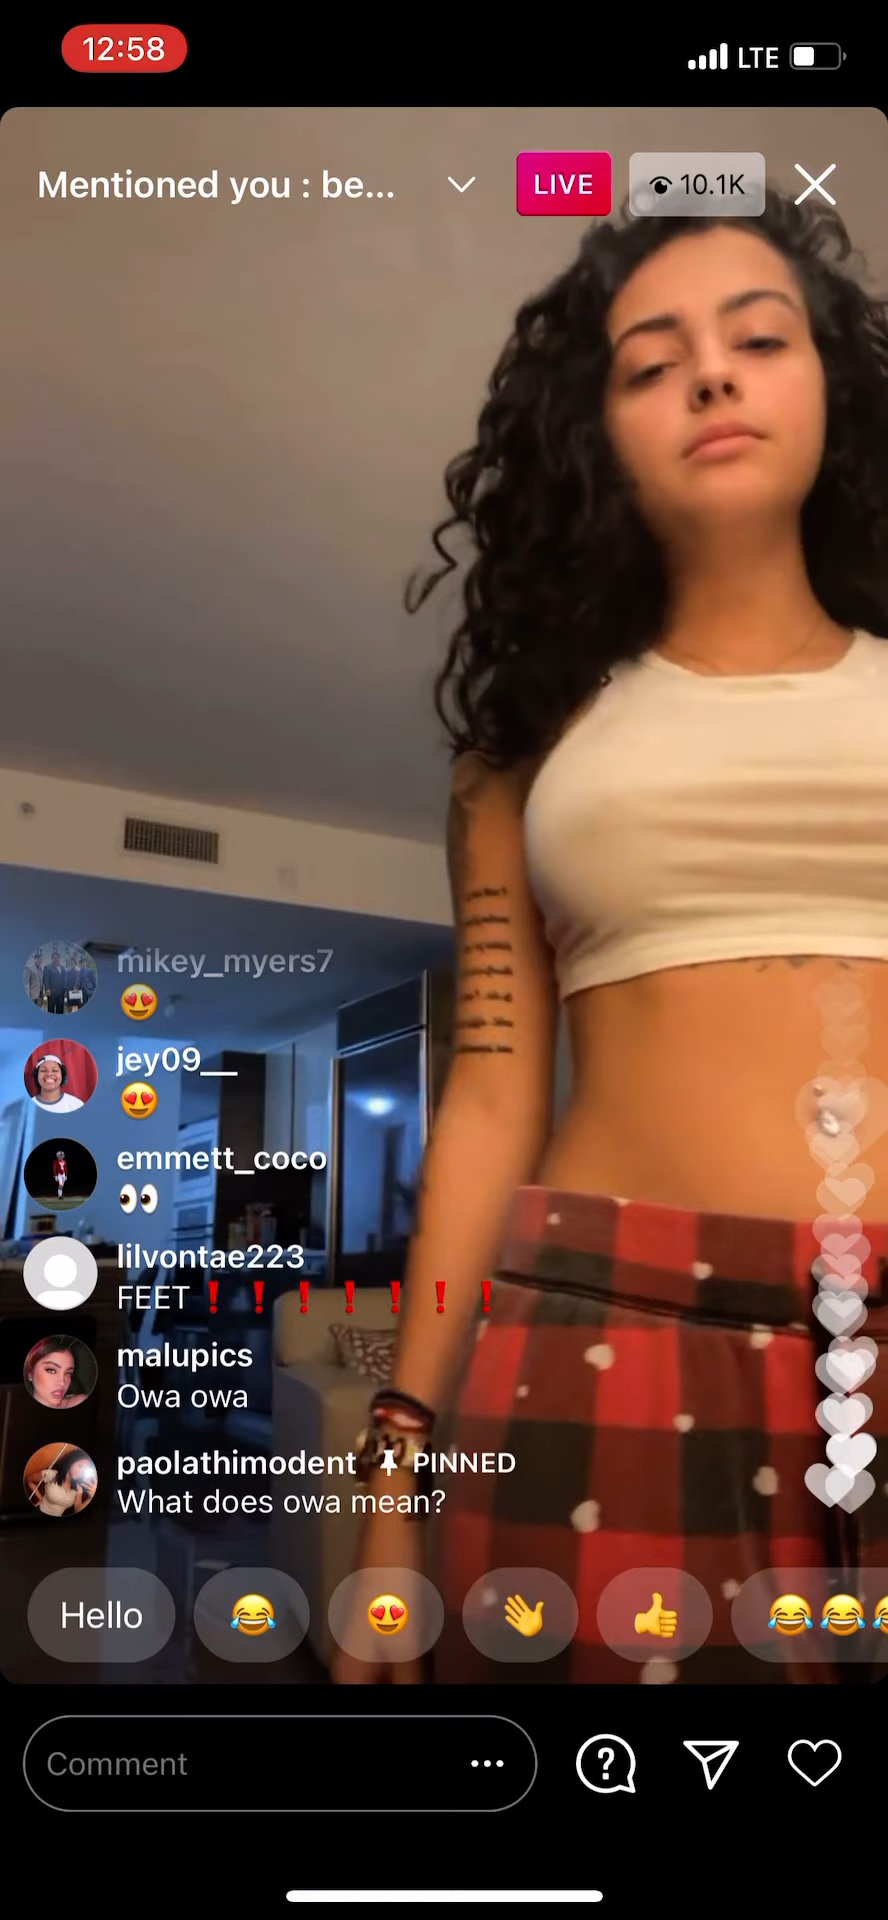 12:58
LTE
Mentioned you : be...
LIVE
10.1K
mikey_myers7
😍
jey09__
😍
emmett_coco
👀
lilvontae223
FEET ❗❗❗❗❗❗❗
malupics
Owa owa
paolathimodent 📌 PINNED
What does owa mean?
Hello 😂 😍 👋 👍 😂😂😂
Comment